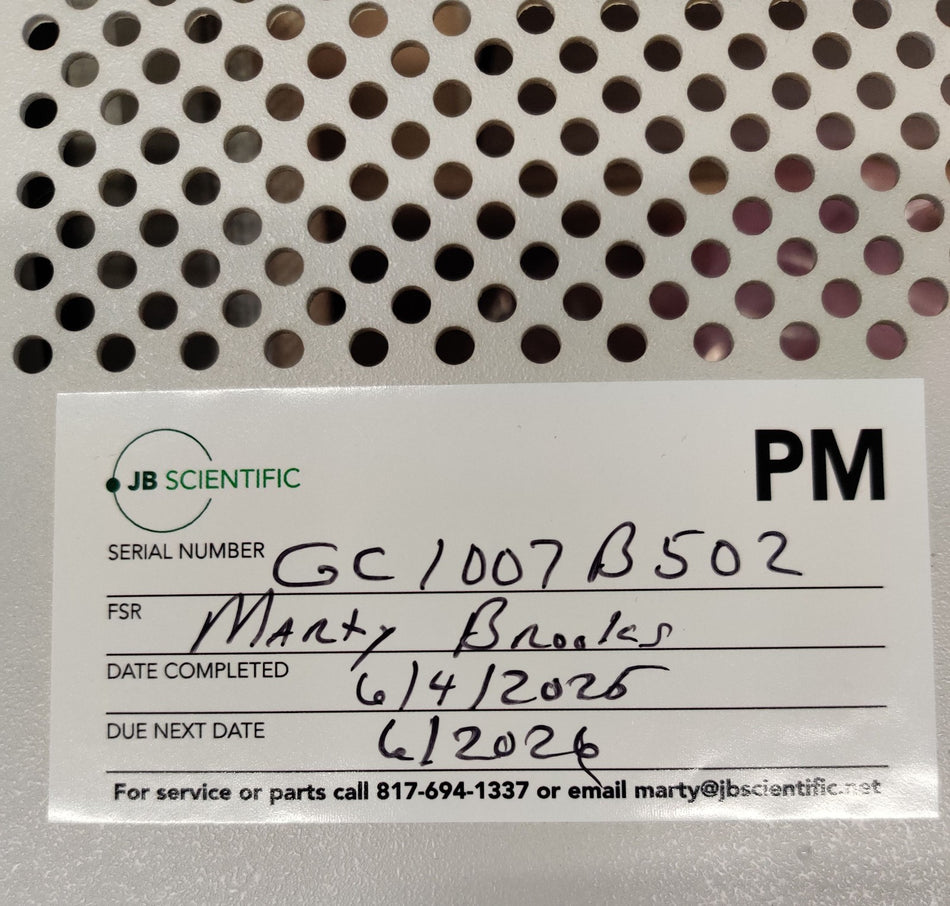 JB SCIENTIFIC
PM
SERIAL NUMBER GC1007B502
FSR Marty Brooks
DATE COMPLETED 6/4/2025
DUE NEXT DATE 6/2026
For service or parts call 817-694-1337 or email marty@jbscientific.net